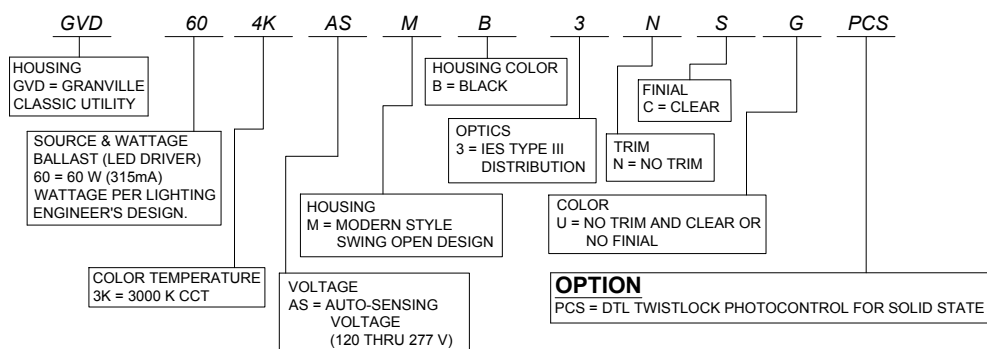 GVD 60 4K AS M B 3 N S G PCS
HOUSING
GVD = GRANVILLE
CLASSIC UTILITY
HOUSING COLOR
B = BLACK
FINIAL
C = CLEAR
SOURCE & WATTAGE
BALLAST (LED DRIVER)
60 = 60 W (315mA)
WATTAGE PER LIGHTING
ENGINEER'S DESIGN.
OPTICS
3 = IES TYPE III
DISTRIBUTION
TRIM
N = NO TRIM
HOUSING
M = MODERN STYLE
SWING OPEN DESIGN
COLOR
U = NO TRIM AND CLEAR OR
NO FINIAL
COLOR TEMPERATURE
3K = 3000 K CCT
VOLTAGE
AS = AUTO-SENSING
VOLTAGE
(120 THRU 277 V)
OPTION
PCS = DTL TWISTLOCK PHOTOCONTROL FOR SOLID STATE